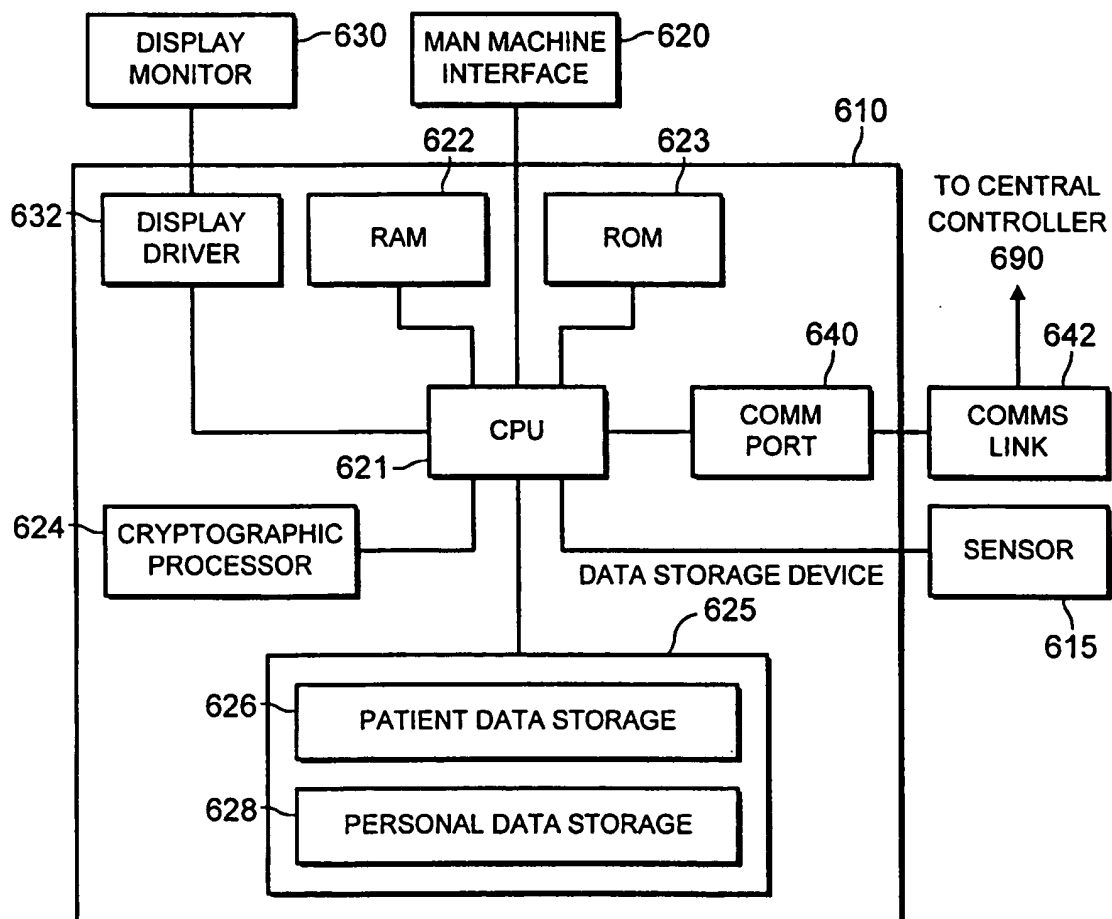 DISPLAY
MONITOR
630
MAN MACHINE
INTERFACE
620
610
622
623
632
DISPLAY
DRIVER
RAM
ROM
TO CENTRAL
CONTROLLER
690
640
642
CPU
621
COMM
PORT
COMMS
LINK
624
CRYPTOGRAPHIC
PROCESSOR
SENSOR
615
DATA STORAGE DEVICE
625
626
PATIENT DATA STORAGE
628
PERSONAL DATA STORAGE